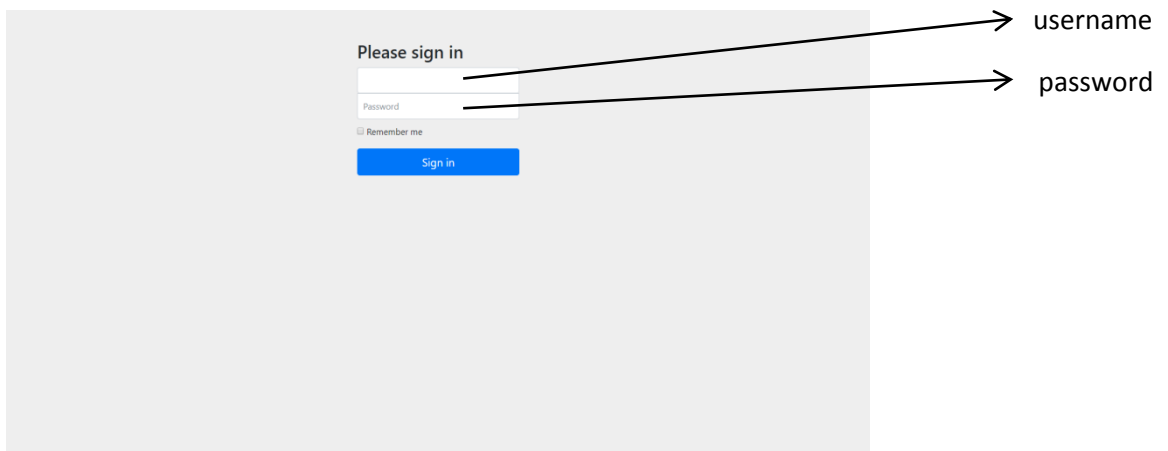 username
Please sign in
password
Password
Remember me
Sign in